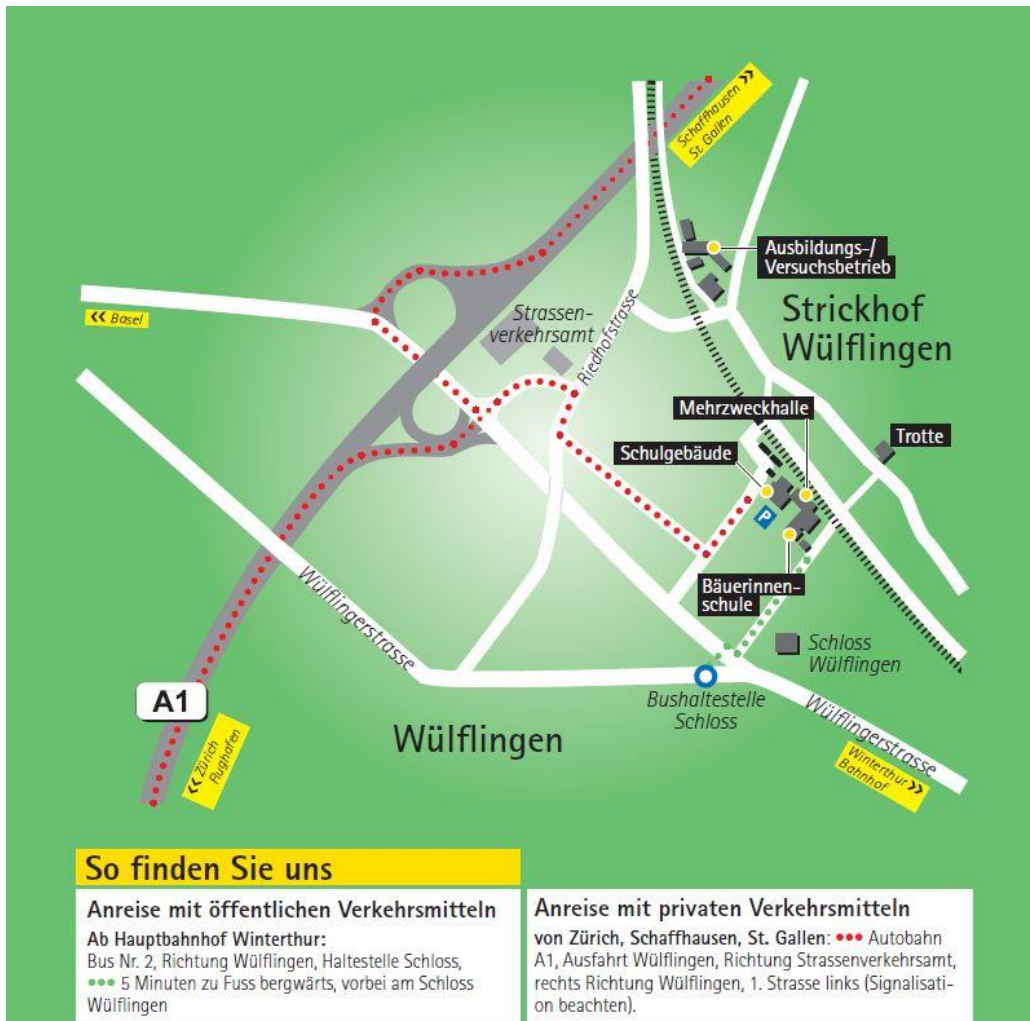 Schaffhausen »
St. Gallen
Ausbildungs-/
Versuchsbetrieb
« Basel
Strassen-
verkehrsamt
Riedhofstrasse
Strickhof
Wülflingen
Mehrzweckhalle
Trotte
Schulgebäude
P
Bäuerinnen-
schule
Wülflingerstrasse
Schloss
Wülflingen
A1
Bushaltestelle
Schloss
Wülflingen
Wülflingerstrasse
« Zürich
Flughafen
Winterthur »
Bahnhof
So finden Sie uns
Anreise mit öffentlichen Verkehrsmitteln
Ab Hauptbahnhof Winterthur:
Bus Nr. 2, Richtung Wülflingen, Haltestelle Schloss,
••• 5 Minuten zu Fuss bergwärts, vorbei am Schloss
Wülflingen
Anreise mit privaten Verkehrsmitteln
von Zürich, Schaffhausen, St. Gallen: ••• Autobahn
A1, Ausfahrt Wülflingen, Richtung Strassenverkehrsamt,
rechts Richtung Wülflingen, 1. Strasse links (Signalisati-
on beachten).